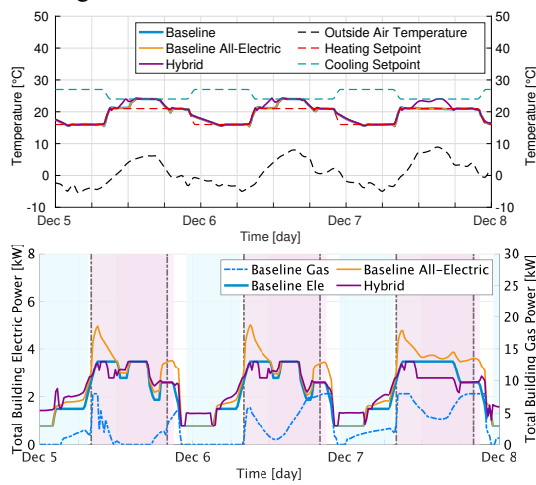 50
40
30
20
10
0
-10
Temperature [°C]
Baseline
Baseline All-Electric
Hybrid
Outside Air Temperature
Heating Setpoint
Cooling Setpoint
50
40
30
20
10
0
-10
Temperature [°C]
Dec 5
Dec 6
Dec 7
Dec 8
Time [day]
8
6
4
2
0
Total Building Electric Power [kW]
Baseline Gas
Baseline Ele
Baseline All-Electric
Hybrid
30
25
20
15
10
5
0
Total Building Gas Power [kW]
Dec 5
Dec 6
Dec 7
Dec 8
Time [day]